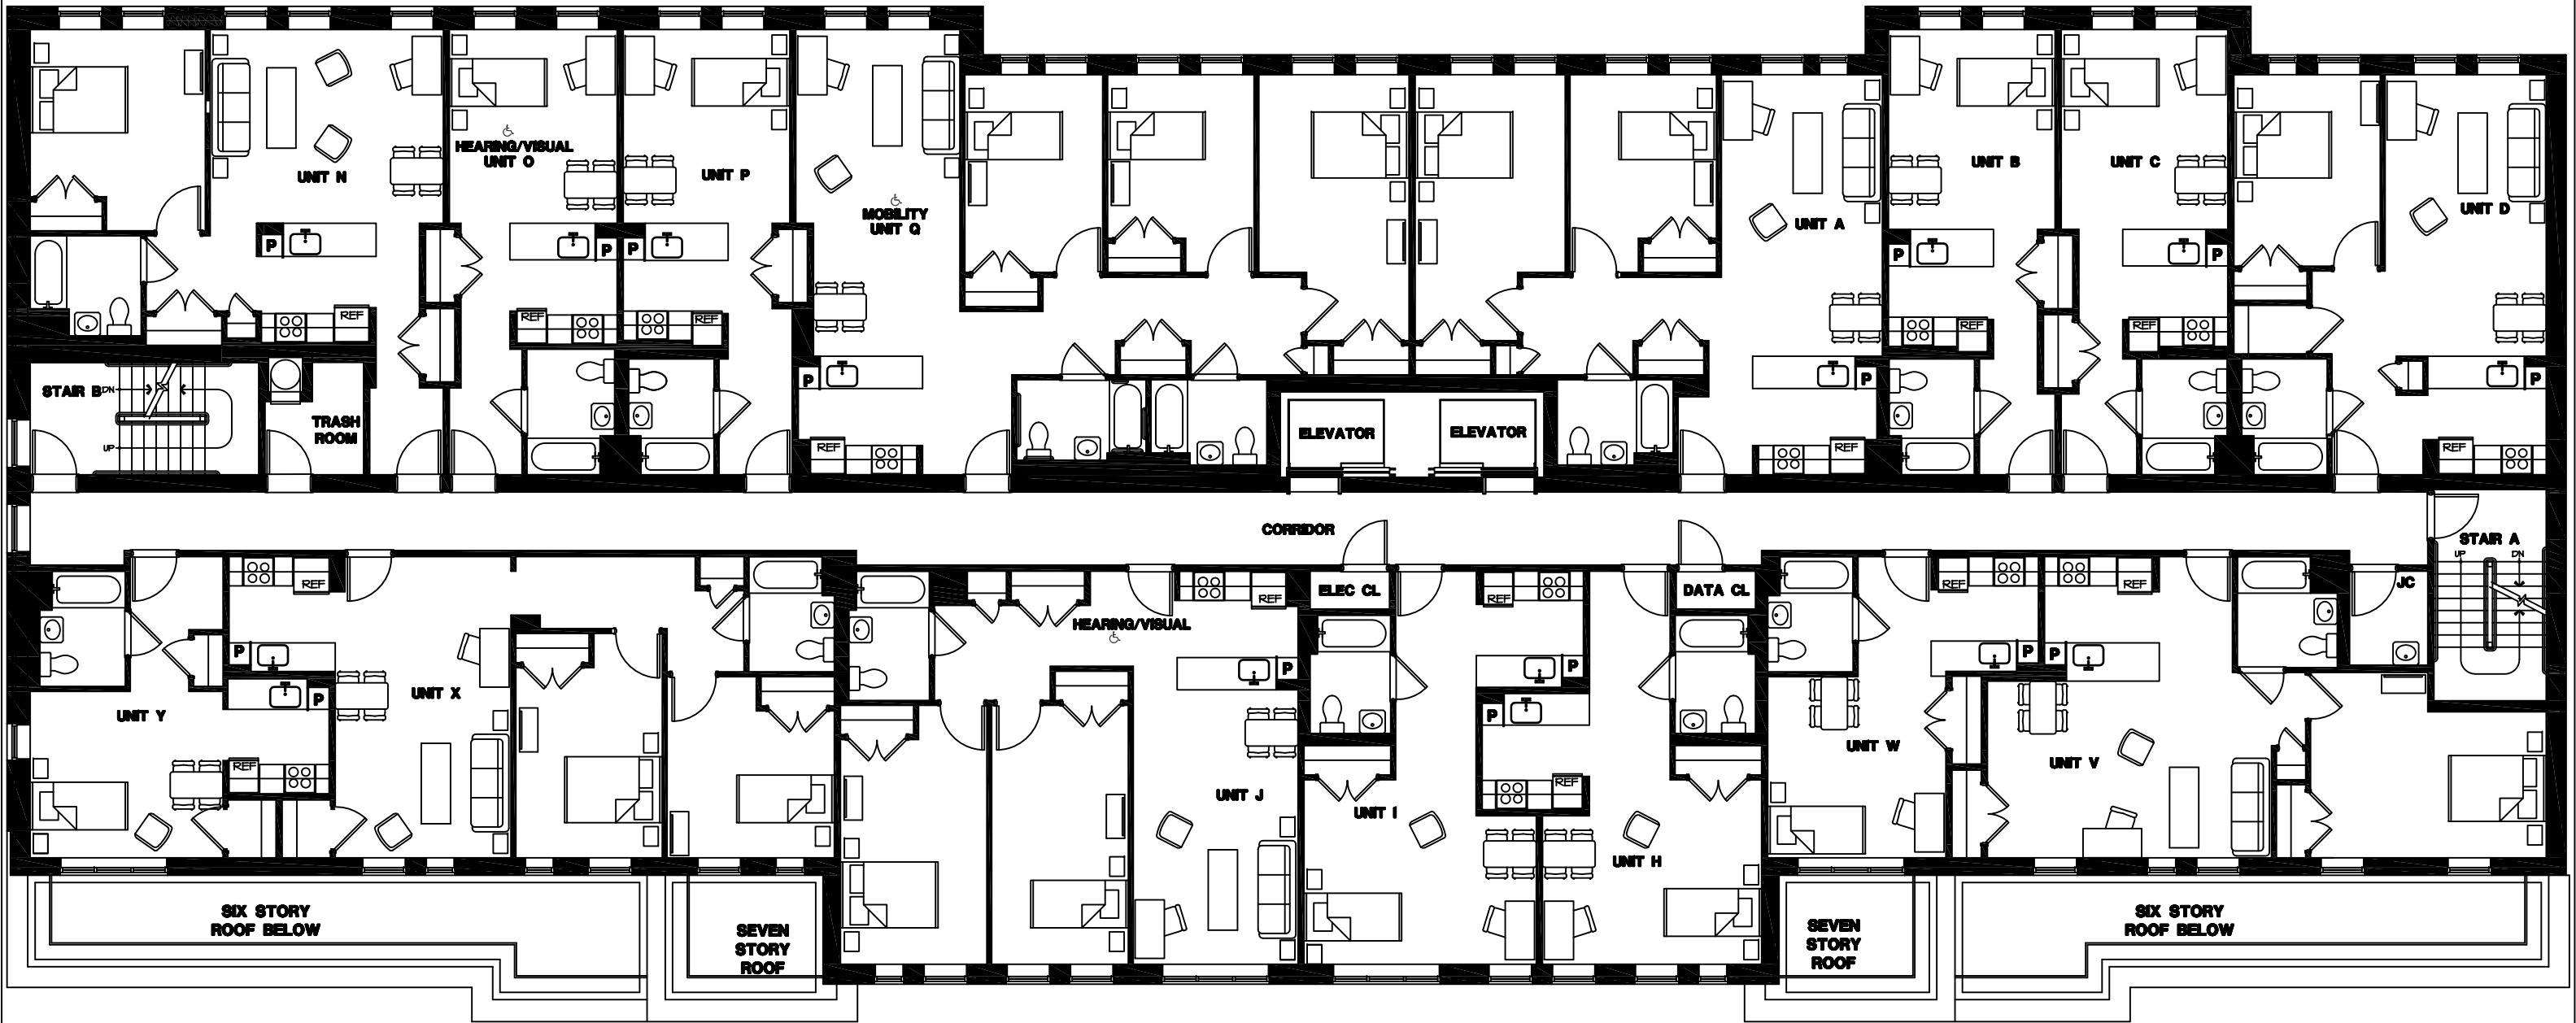 HEARING/VISUAL
UNIT O
UNIT N
UNIT P
MOBILITY
UNIT Q
UNIT A
UNIT B
UNIT C
UNIT D
P
P
P
P
P
P
P
P
REF
REF
REF
REF
REF
REF
REF
REF
STAIR B
DN
UP
TRASH
ROOM
ELEVATOR
ELEVATOR
CORRIDOR
STAIR A
UP
DN
JC
ELEC CL
DATA CL
HEARING/VISUAL
REF
REF
REF
REF
REF
P
P
P
P
P
UNIT Y
UNIT X
P
P
UNIT W
UNIT V
REF
REF
UNIT J
UNIT I
UNIT H
SIX STORY
ROOF BELOW
SEVEN
STORY
ROOF
SEVEN
STORY
ROOF
SIX STORY
ROOF BELOW